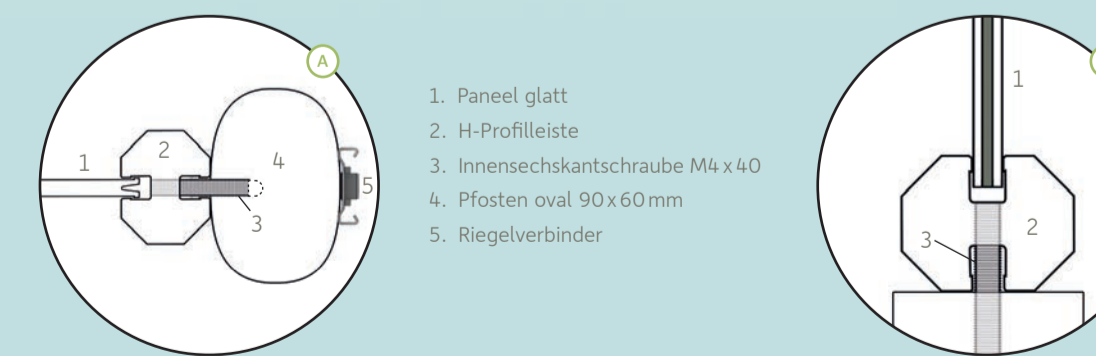 A
1
2
3
4
5
1. Paneel glatt
2. H-Profilleiste
3. Innensechskantschraube M4 x 40
4. Pfosten oval 90 x 60 mm
5. Riegelverbinder
1
2
3